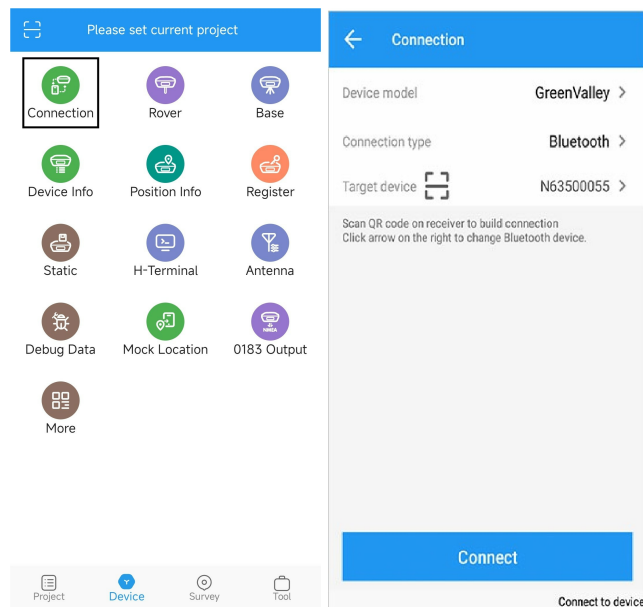 Please set current project
Connection Rover Base
Device Info Position Info Register
Static H-Terminal Antenna
NMEA
Debug Data Mock Location 0183 Output
More
Project Device Survey Tool
Connection
Device model GreenValley
Connection type Bluetooth
Target device N63500055
Scan QR code on receiver to build connection
Click arrow on the right to change Bluetooth device.
Connect
Connect to device